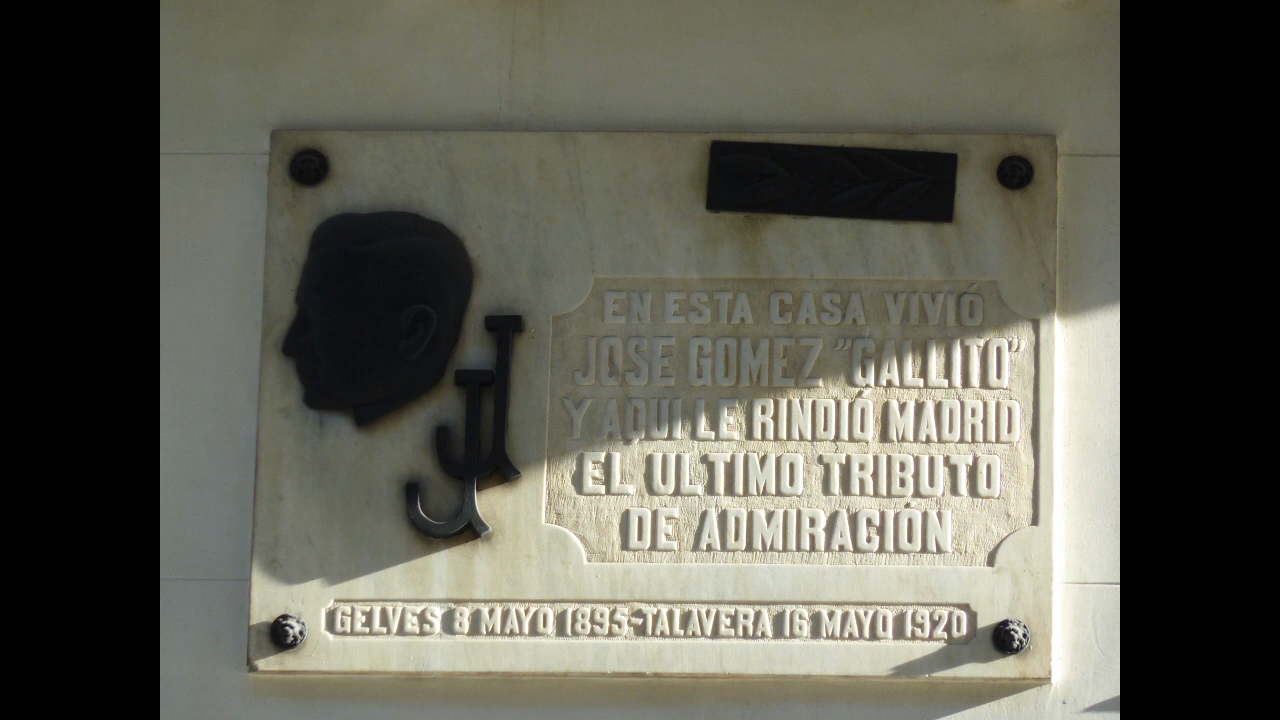 JJ
EN ESTA CASA VIVIÓ
JOSE GOMEZ "GALLITO"
Y AQUI LE RINDIÓ MADRID
EL ULTIMO TRIBUTO
DE ADMIRACIÓN
GELVES 8 MAYO 1895-TALAVERA 16 MAYO 1920